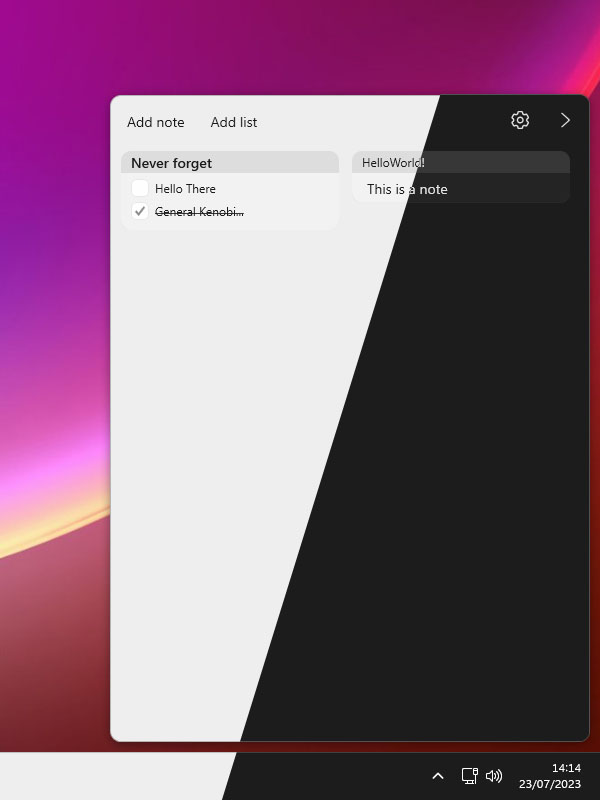 Add note
Add list
Never forget
Hello There
General Kenobi...
HelloWorld!
This is a note
14:14
23/07/2023